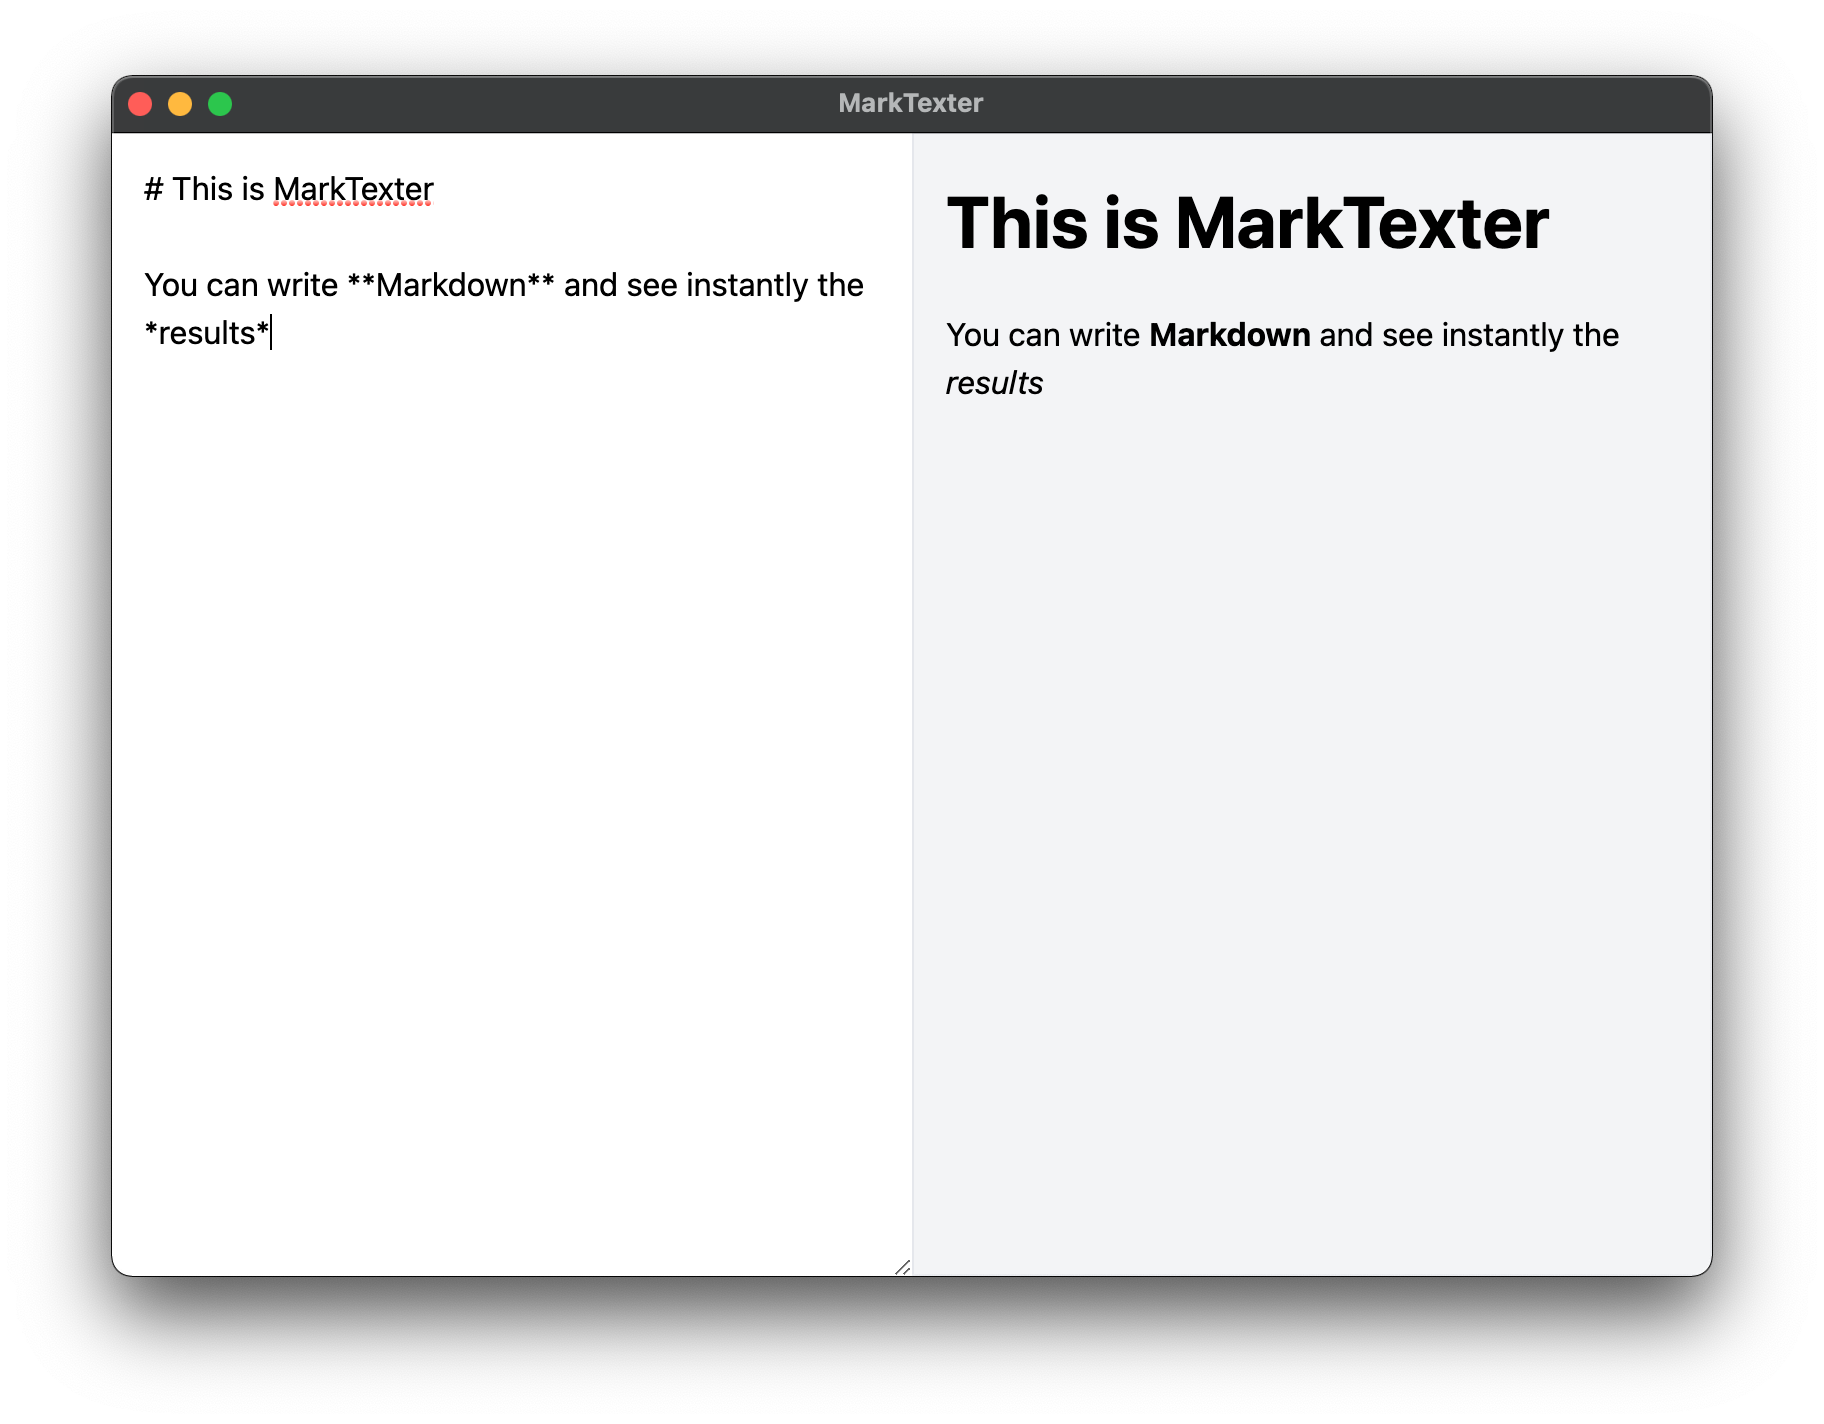 MarkTexter
# This is MarkTexter
You can write **Markdown** and see instantly the
*results*
This is MarkTexter
You can write Markdown and see instantly the
results